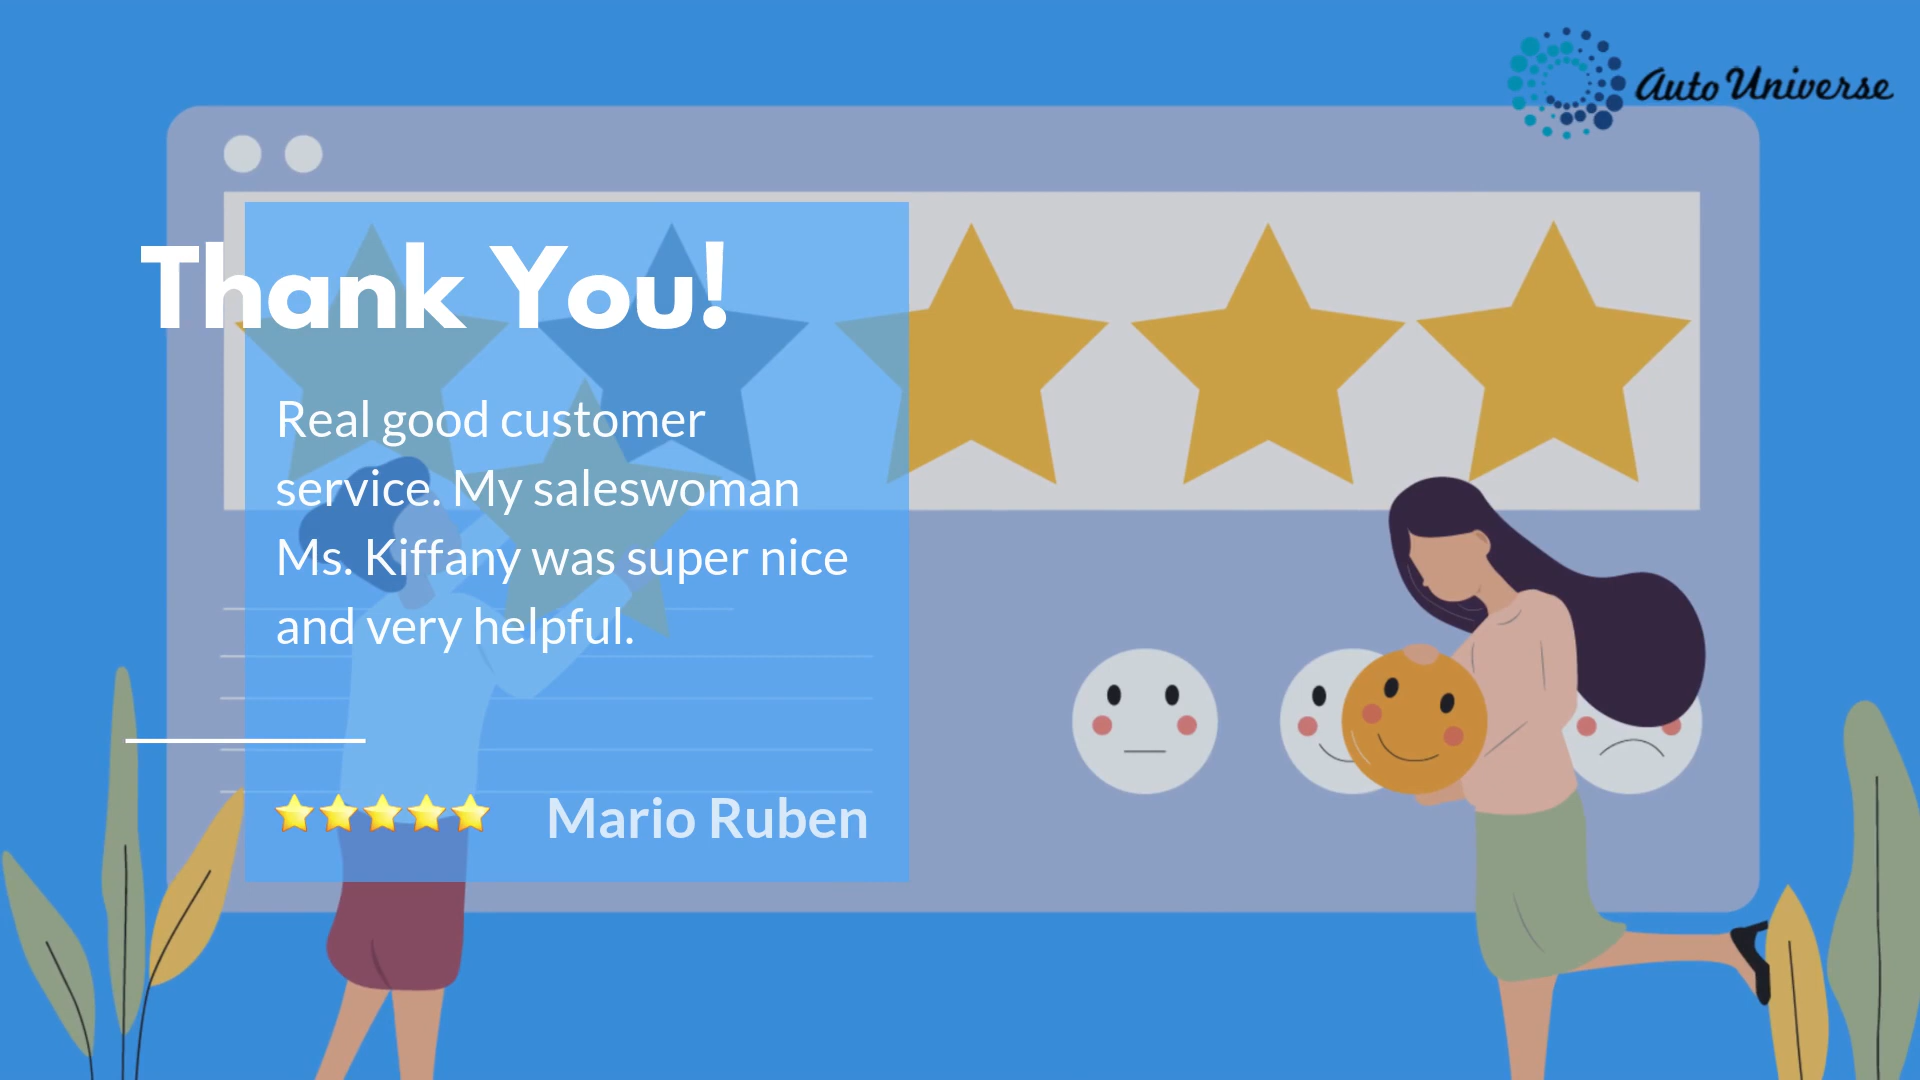 Auto Universe
Thank You!
Real good customer
service. My saleswoman
Ms. Kiffany was super nice
and very helpful.
⭐⭐⭐⭐⭐ Mario Ruben